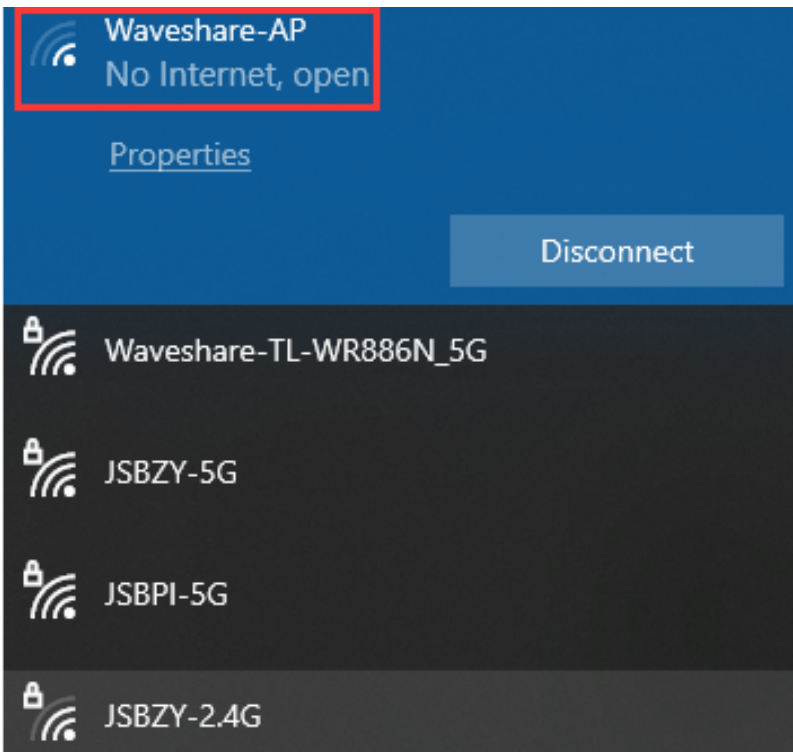 Waveshare-AP
No Internet, open
Properties
Disconnect
Waveshare-TL-WR886N_5G
JSBZY-5G
JSBPI-5G
JSBZY-2.4G